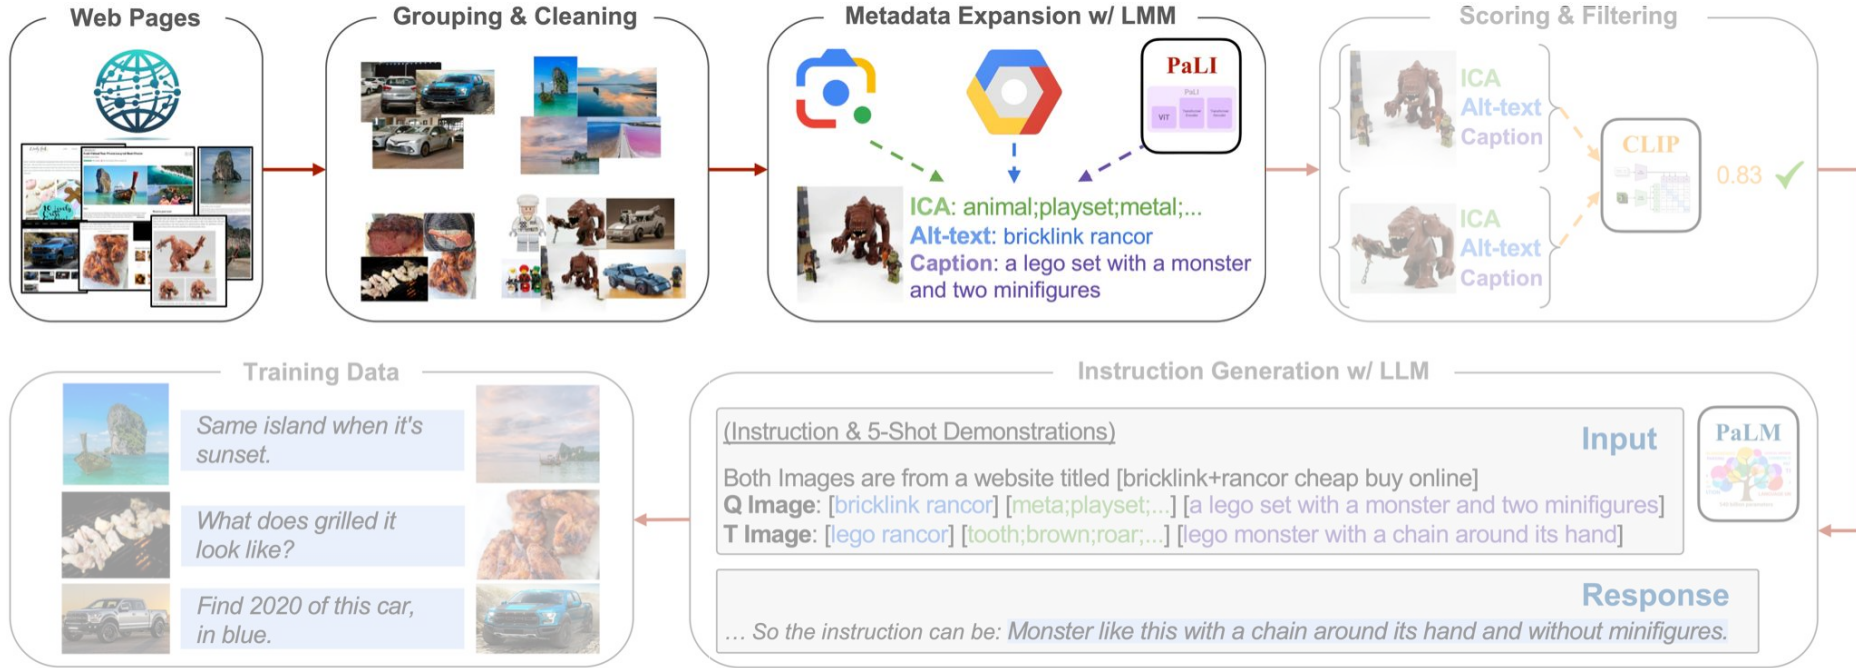 Web Pages
Grouping & Cleaning
Metadata Expansion w/ LMM
Scoring & Filtering
PaLI
PaLI
ViT
ICA: animal;playset;metal;...
Alt-text: bricklink rancor
Caption: a lego set with a monster
and two minifigures
ICA
Alt-text
Caption
ICA
Alt-text
Caption
CLIP
0.83
Training Data
Same island when it's
sunset.
What does grilled it
look like?
Find 2020 of this car,
in blue.
Instruction Generation w/ LLM
(Instruction & 5-Shot Demonstrations)
Input
Both Images are from a website titled [bricklink+rancor cheap buy online]
Q Image: [bricklink rancor] [meta;playset;...] [a lego set with a monster and two minifigures]
T Image: [lego rancor] [tooth;brown;roar;...] [lego monster with a chain around its hand]
PaLM
Response
... So the instruction can be: Monster like this with a chain around its hand and without minifigures.